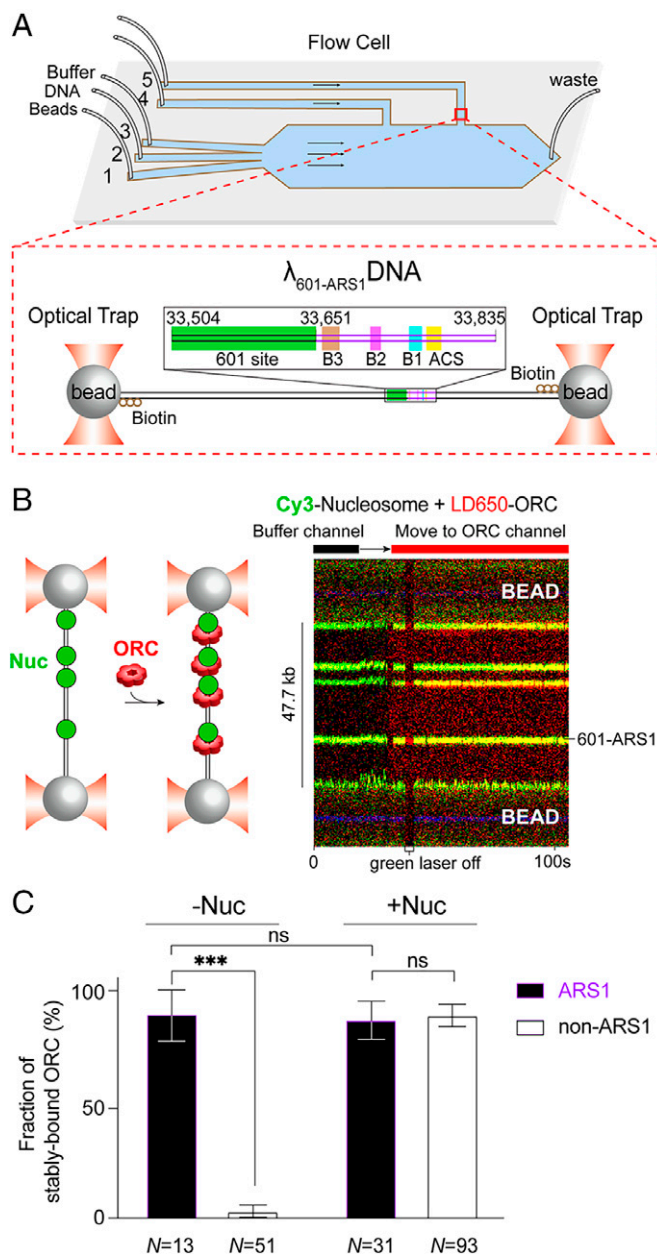 A
Flow Cell
Buffer
DNA
Beads
5
4
3
2
1
waste
λ601-ARS1DNA
Optical Trap
Optical Trap
33,504
33,651
33,835
601 site
B3
B2
B1
ACS
bead
Biotin
Biotin
bead
B
Cy3-Nucleosome + LD650-ORC
Buffer channel
Move to ORC channel
Nuc
ORC
47.7 kb
BEAD
601-ARS1
BEAD
0
green laser off
100s
C
-Nuc
+Nuc
ns
***
ns
ARS1
non-ARS1
Fraction of
stably-bound ORC (%)
100
50
0
N=13
N=51
N=31
N=93